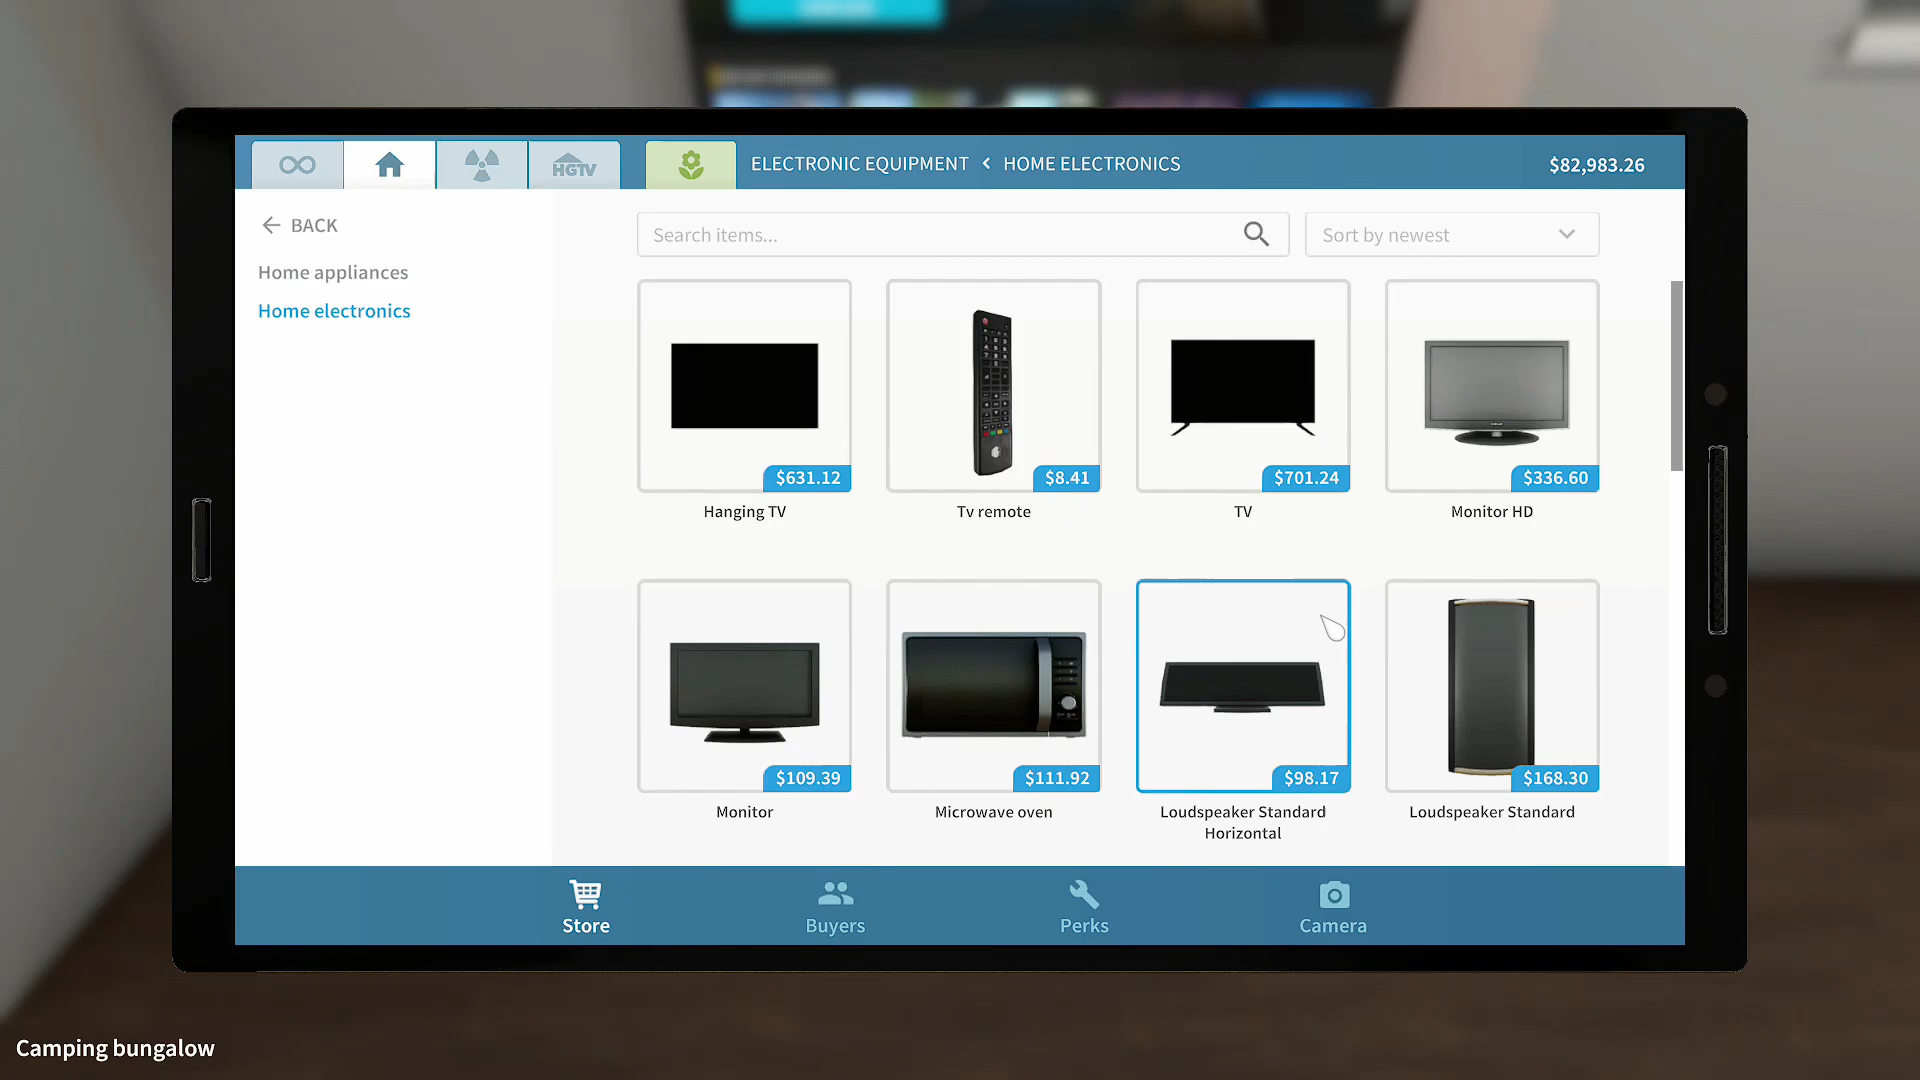 HGTV
ELECTRONIC EQUIPMENT < HOME ELECTRONICS
$82,983.26
BACK
Home appliances
Home electronics
Search items...
Sort by newest
$631.12
$8.41
$701.24
$336.60
Hanging TV
Tv remote
TV
Monitor HD
$109.39
$111.92
$98.17
$168.30
Monitor
Microwave oven
Loudspeaker Standard
Horizontal
Loudspeaker Standard
Store
Buyers
Perks
Camera
Camping bungalow